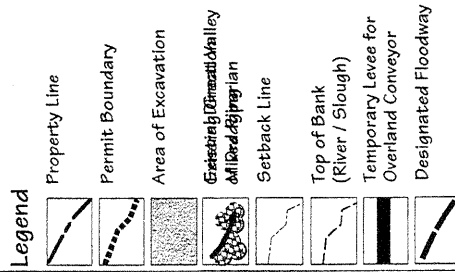 Legend
Property Line
Permit Boundary
Area of Excavation
Setback Line
Top of Bank
(River / Slough)
Temporary Levee for
Overland Conveyor
Designated Floodway